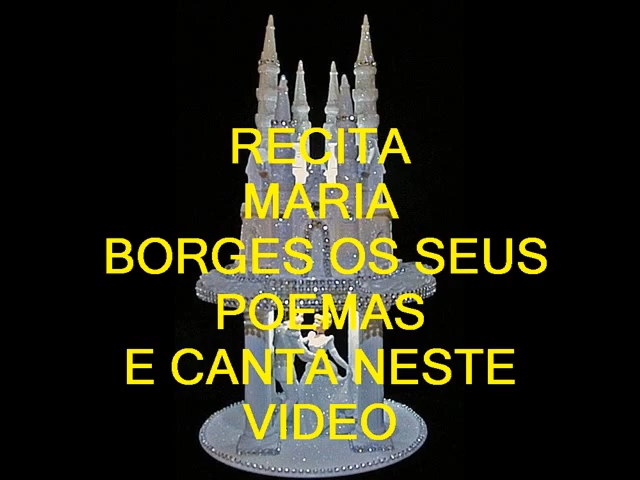 RECITA
MARIA
BORGES OS SEUS
POEMAS
E CANTA NESTE
VIDEO